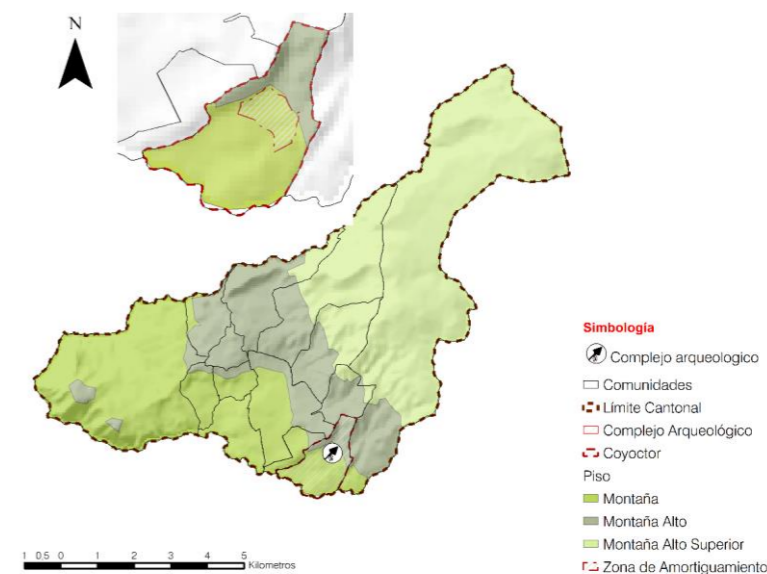 N
Simbología
Complejo arqueologico
Comunidades
Límite Cantonal
Complejo Arqueológico
Coyoctor
Piso
Montaña
Montaña Alto
Montaña Alto Superior
Zona de Amortiguamiento
1 0.5 0 1 2 3 4 5
Kilometros